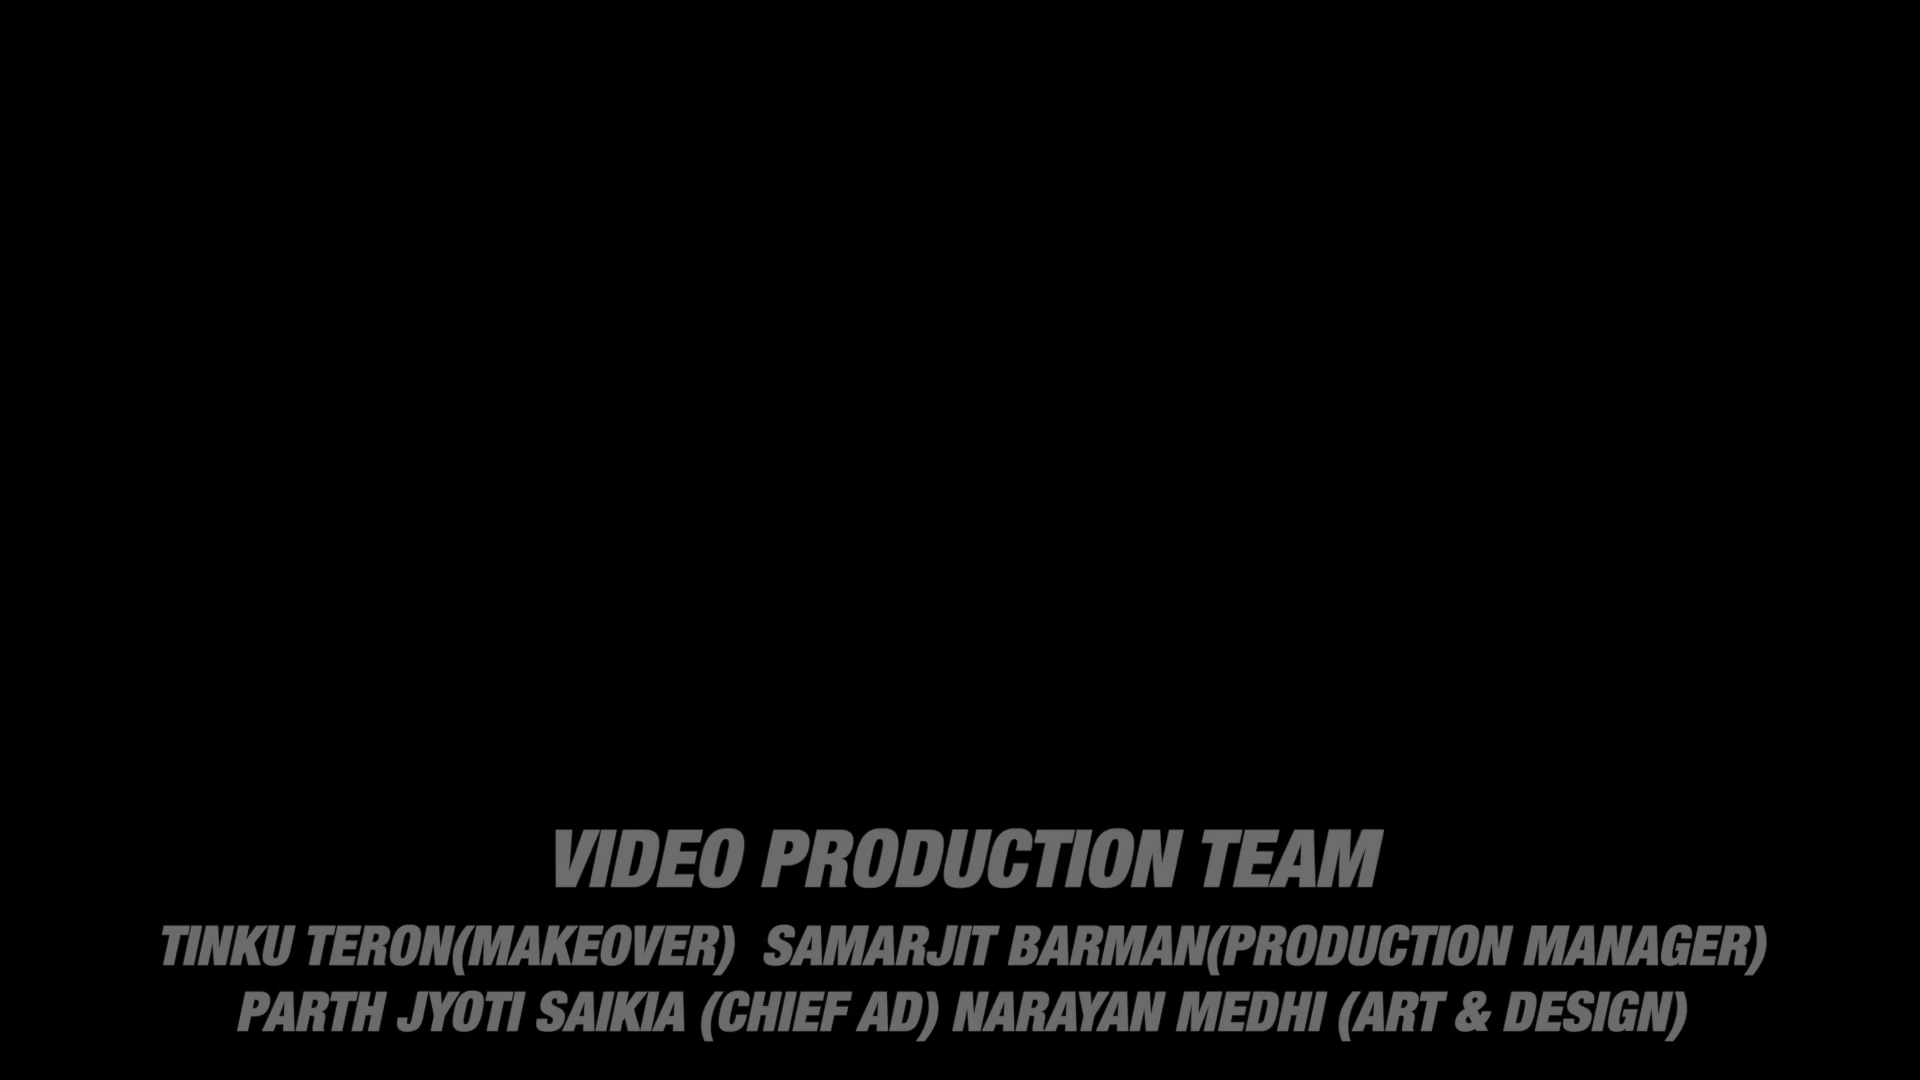 VIDEO PRODUCTION TEAM
TINKU TERON(MAKEOVER)  SAMARJIT BARMAN(PRODUCTION MANAGER)
PARTH JYOTI SAIKIA (CHIEF AD) NARAYAN MEDHI (ART & DESIGN)